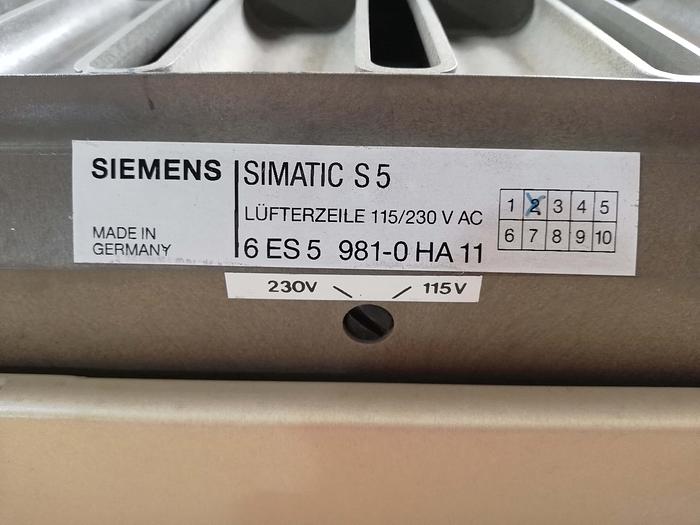 SIEMENS
MADE IN
GERMANY
SIMATIC S5
LÜFTERZEILE 115/230 V AC
6 ES 5 981-0 HA 11
1 2 3 4 5
6 7 8 9 10
230V 115V